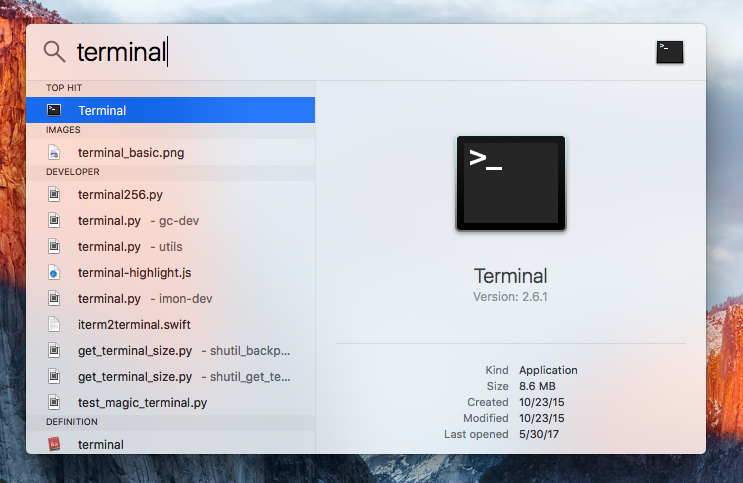 terminal
TOP HIT
Terminal
IMAGES
terminal_basic.png
DEVELOPER
terminal256.py
terminal.py - gc-dev
terminal.py - utils
terminal-highlight.js
terminal.py - imon-dev
iterm2terminal.swift
get_terminal_size.py - shutil_backp...
get_terminal_size.py - shutil_get_te...
test_magic_terminal.py
DEFINITION
terminal
>_
Terminal
Version: 2.6.1
Kind Application
Size 8.6 MB
Created 10/23/15
Modified 10/23/15
Last opened 5/30/17